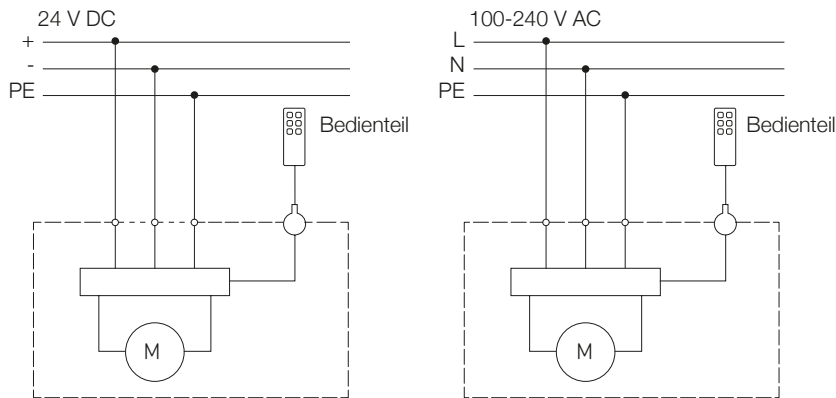 24 V DC
+
-
PE
Bedienteil
M
100-240 V AC
L
N
PE
Bedienteil
M